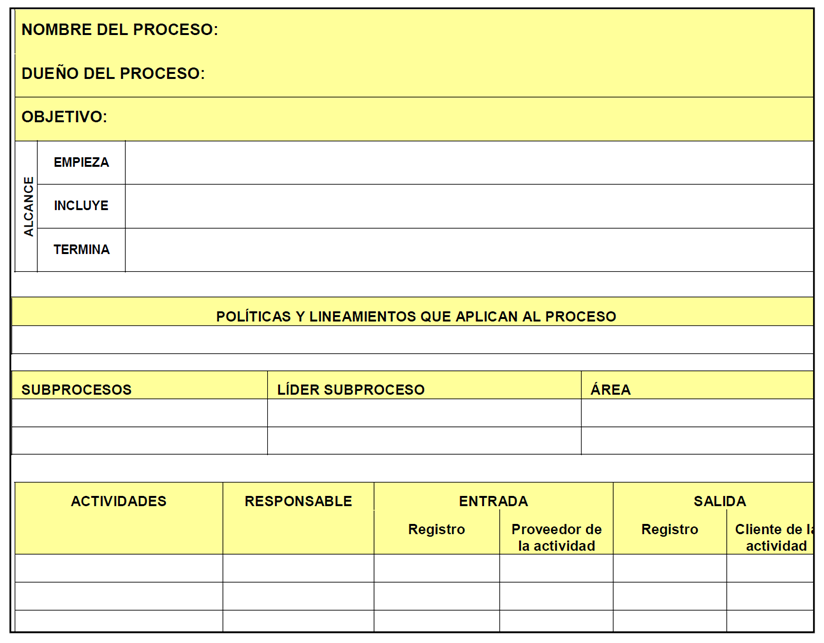 NOMBRE DEL PROCESO:
DUEÑO DEL PROCESO:
OBJETIVO:
ALCANCE
EMPIEZA
INCLUYE
TERMINA
POLÍTICAS Y LINEAMIENTOS QUE APLICAN AL PROCESO
SUBPROCESOS LÍDER SUBPROCESO ÁREA
ACTIVIDADES RESPONSABLE ENTRADA SALIDA
Registro Proveedor de la actividad Registro Cliente de la actividad